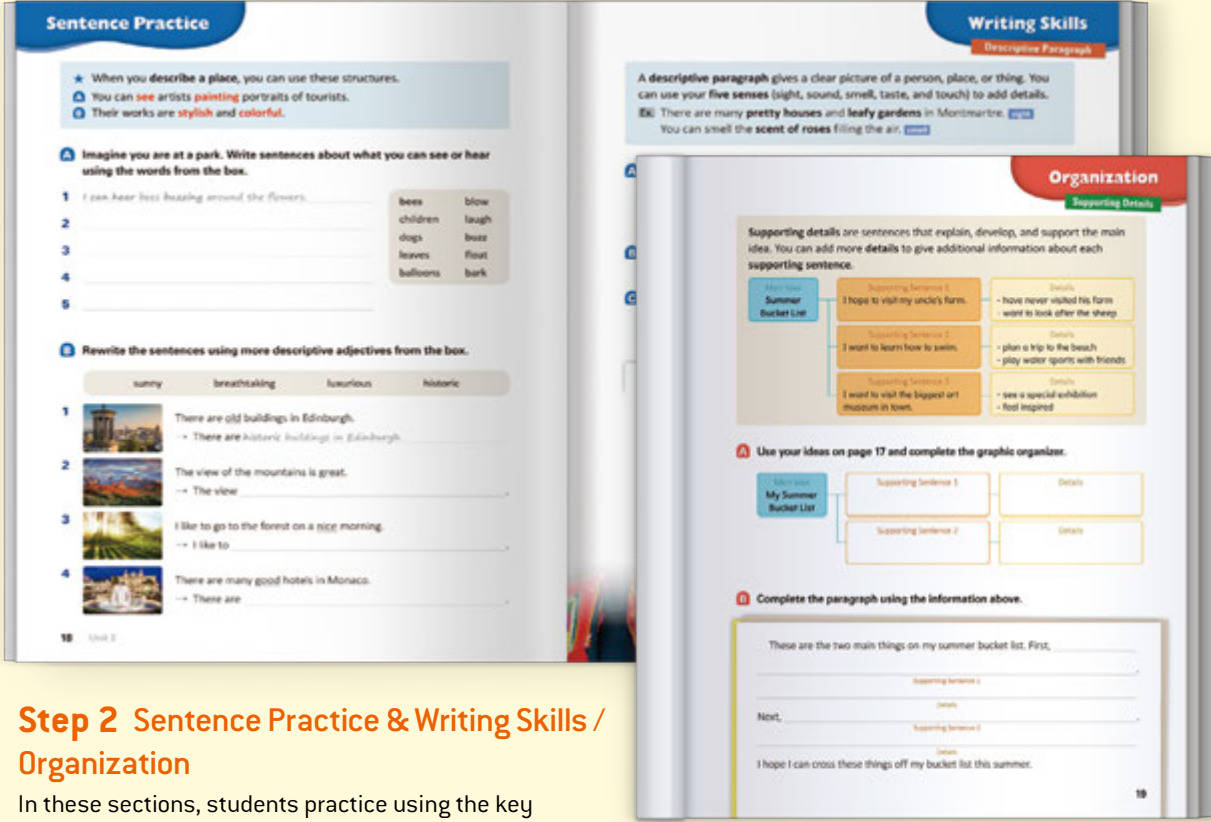 Sentence Practice
★ When you describe a place, you can use these structures.
A You can see artists painting portraits of tourists.
B Their works are stylish and colorful.
A Imagine you are at a park. Write sentences about what you can see or hear
using the words from the box.
1 I can hear bees buzzing around the flowers.
2
3
4
5
bees blow
children laugh
dogs buzz
leaves float
balloons bark
B Rewrite the sentences using more descriptive adjectives from the box.
sunny breathtaking luxurious historic
1 There are old buildings in Edinburgh.
→ There are historic buildings in Edinburgh.
2 The view of the mountains is great.
→ The view .
3 I like to go to the forest on a nice morning.
→ I like to .
4 There are many good hotels in Monaco.
→ There are .
18 Unit 2
Writing Skills
Descriptive Paragraph
A descriptive paragraph gives a clear picture of a person, place, or thing. You
can use your five senses (sight, sound, smell, taste, and touch) to add details.
Ex There are many pretty houses and leafy gardens in Montmartre. sight
You can smell the scent of roses filling the air. smell
A
B
C
Organization
Supporting Details
Supporting details are sentences that explain, develop, and support the main
idea. You can add more details to give additional information about each
supporting sentence.
Main Idea
Summer
Bucket List
Supporting Sentence 1
I hope to visit my uncle's farm.
Details
- have never visited his farm
- want to look after the sheep
Supporting Sentence 2
I want to learn how to swim.
Details
- plan a trip to the beach
- play water sports with friends
Supporting Sentence 3
I want to visit the biggest art
museum in town.
Details
- see a special exhibition
- feel inspired
A Use your ideas on page 17 and complete the graphic organizer.
Main Idea
My Summer
Bucket List
Supporting Sentence 1
Details
Supporting Sentence 2
Details
B Complete the paragraph using the information above.
These are the two main things on my summer bucket list. First,
.
Supporting Sentence 1
Details
Next, .
Supporting Sentence 2
Details
I hope I can cross these things off my bucket list this summer.
19
Step 2 Sentence Practice & Writing Skills /
Organization
In these sections, students practice using the key